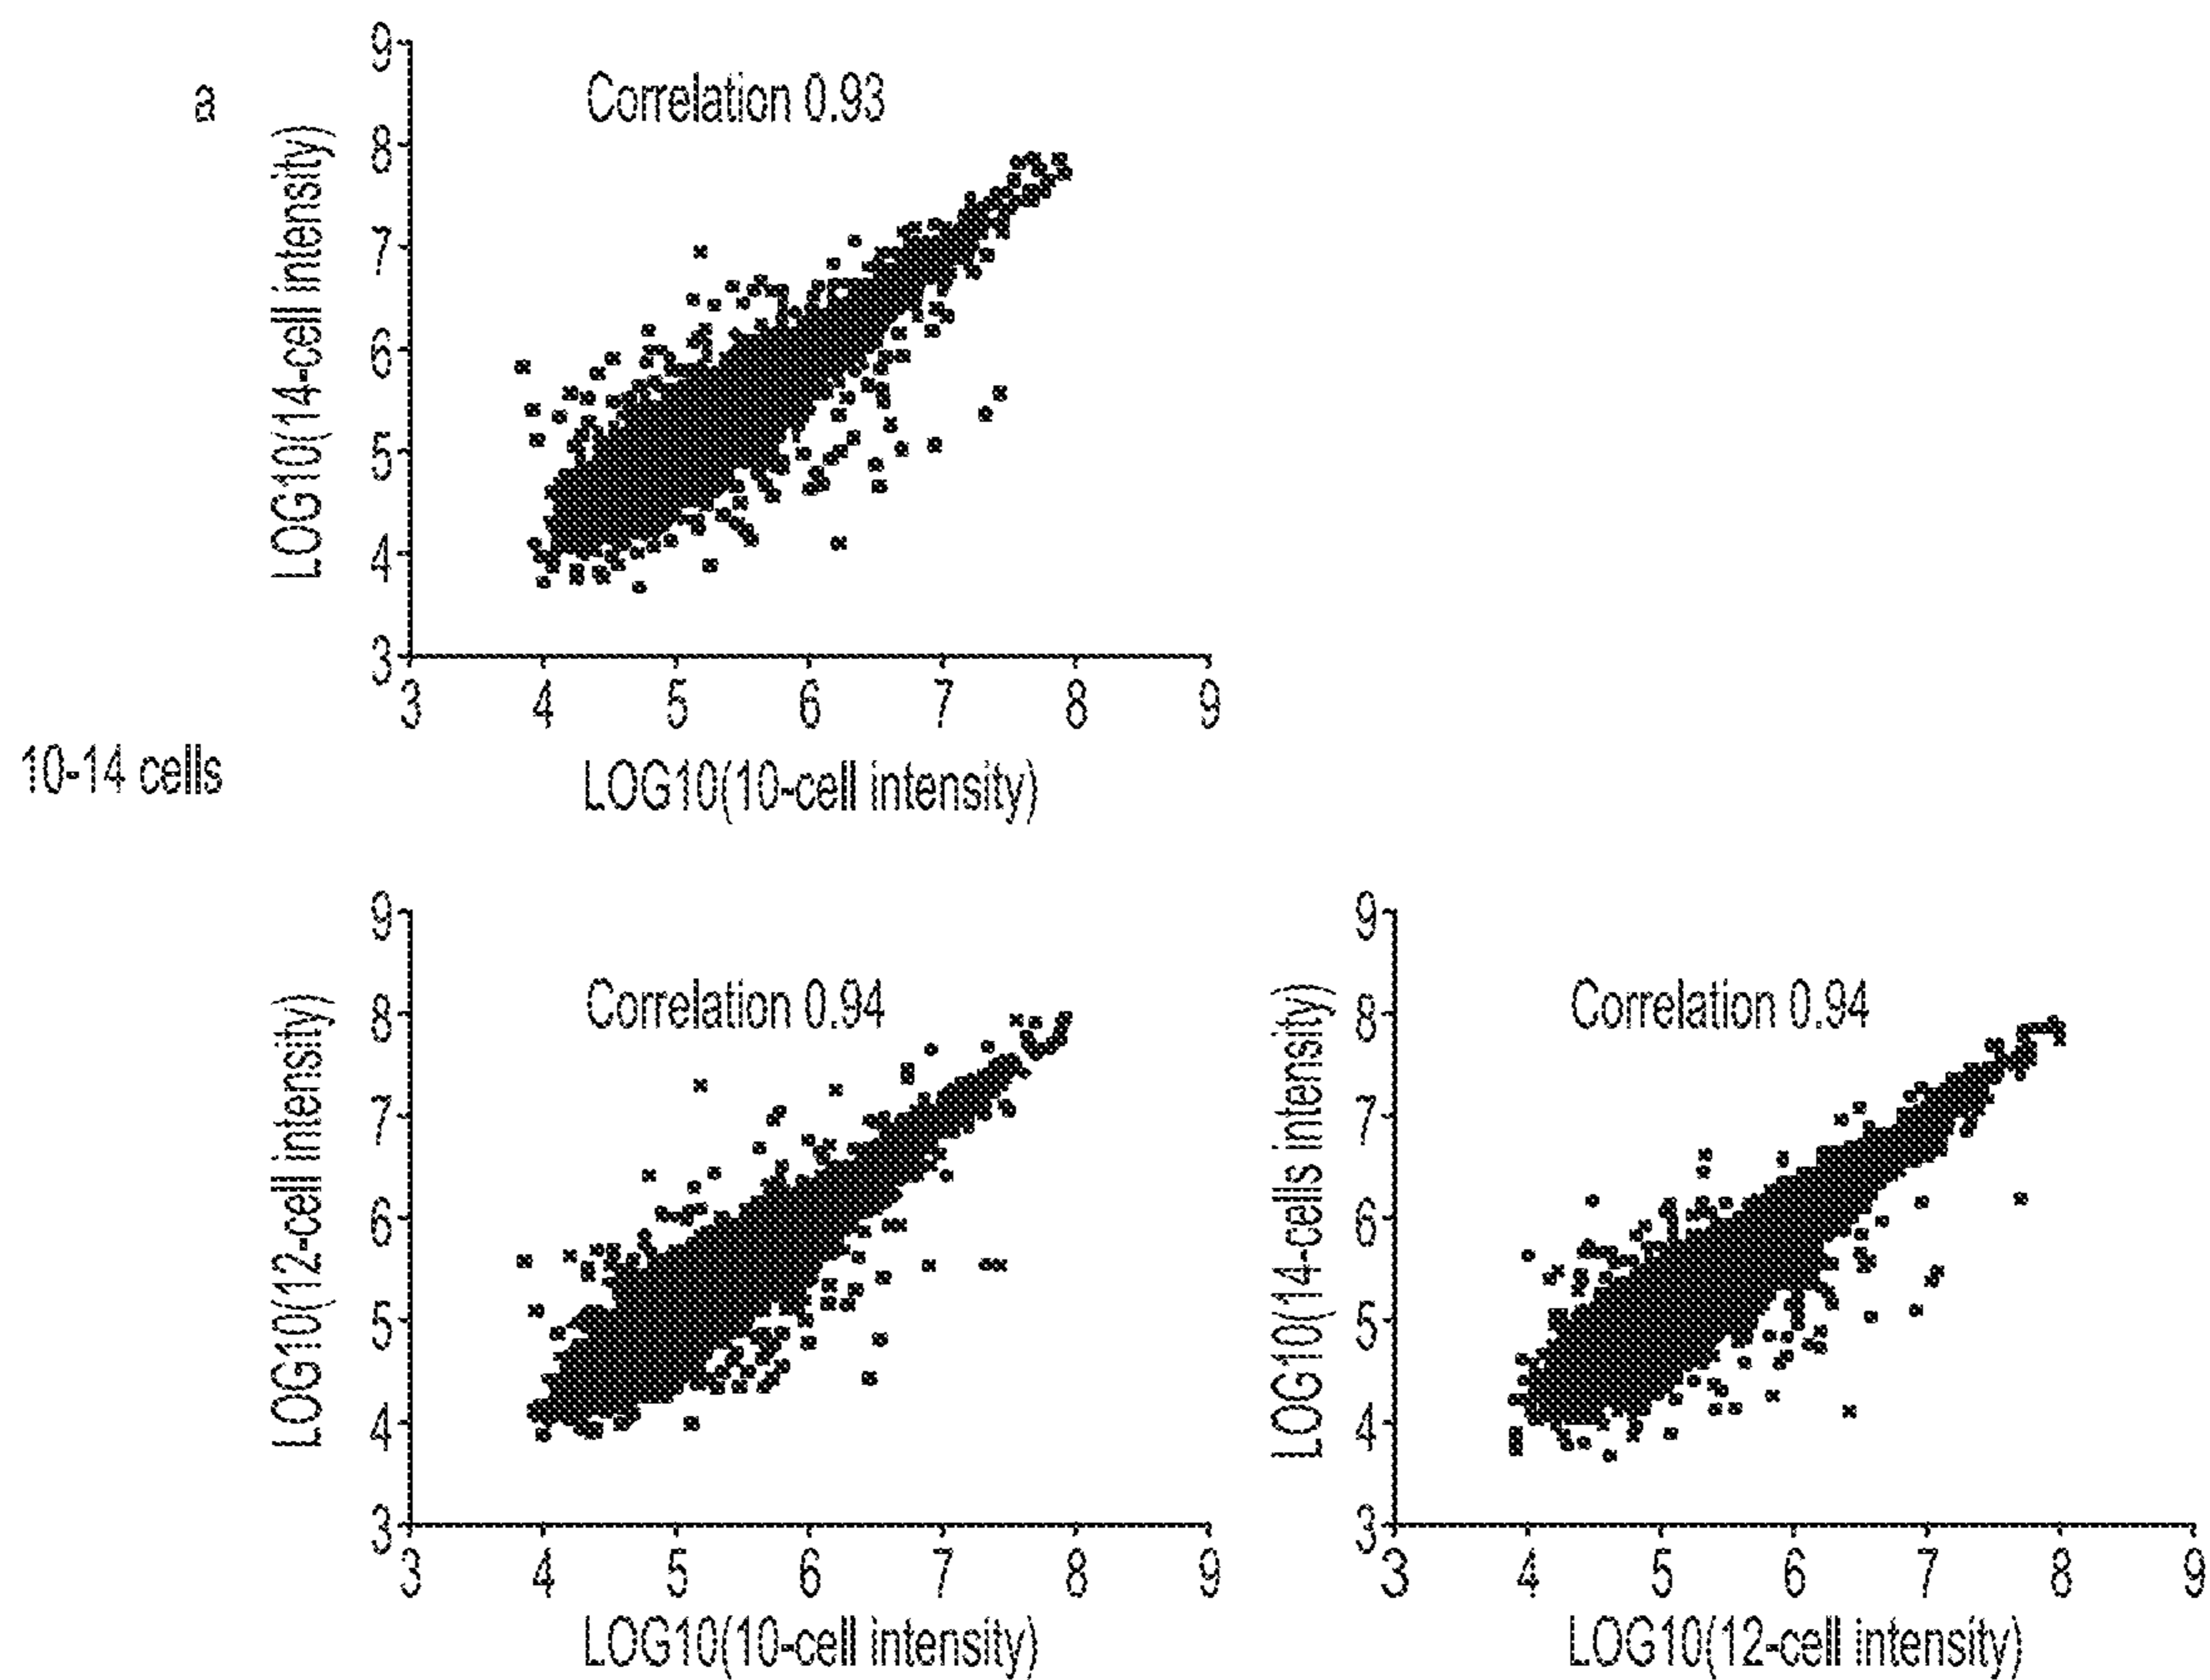 a
Correlation 0.93
LOG10(14-cell intensity)
9
8
7
6
5
4
3
3 4 5 6 7 8 9
LOG10(10-cell intensity)
10-14 cells
Correlation 0.94
LOG10(12-cell intensity)
9
8
7
6
5
4
3
3 4 5 6 7 8 9
LOG10(10-cell intensity)
Correlation 0.94
LOG10(14-cells intensity)
9
8
7
6
5
4
3
3 4 5 6 7 8 9
LOG10(12-cell intensity)